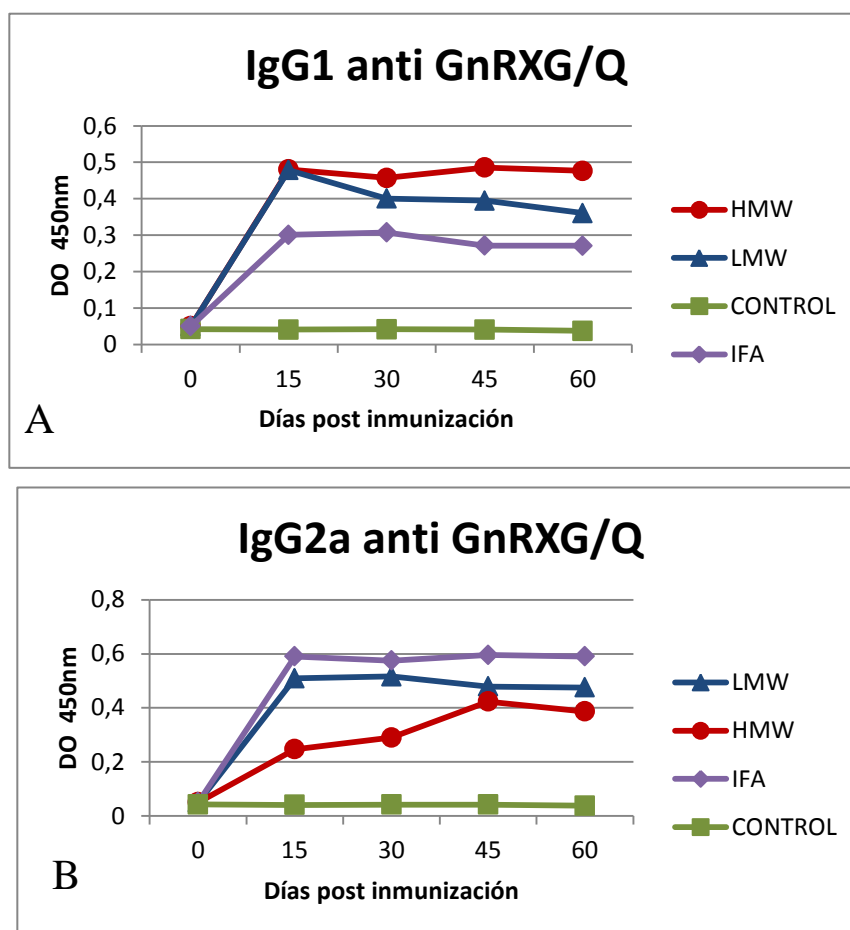 IgG1 anti GnRXG/Q
0,6
0,5
0,4
0,3
0,2
0,1
0
DO 450nm
0 15 30 45 60
Días post inmunización
HMW
LMW
CONTROL
IFA
A
IgG2a anti GnRXG/Q
0,8
0,6
0,4
0,2
0
DO 450nm
0 15 30 45 60
Días post inmunización
LMW
HMW
IFA
CONTROL
B